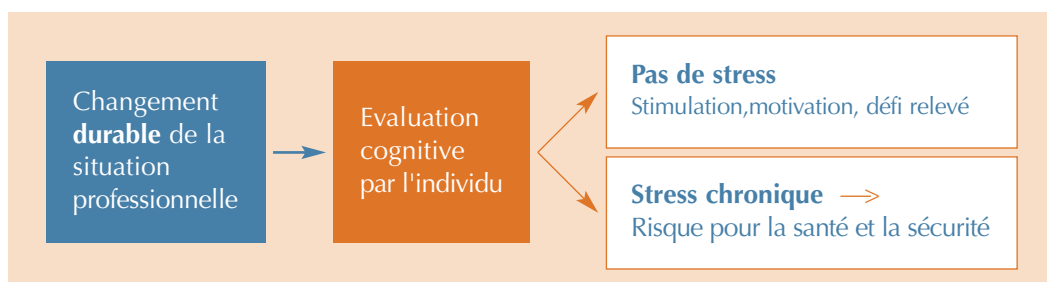 Changement
durable de la
situation
professionnelle
Evaluation
cognitive
par l'individu
Pas de stress
Stimulation,motivation, défi relevé
Stress chronique
Risque pour la santé et la sécurité